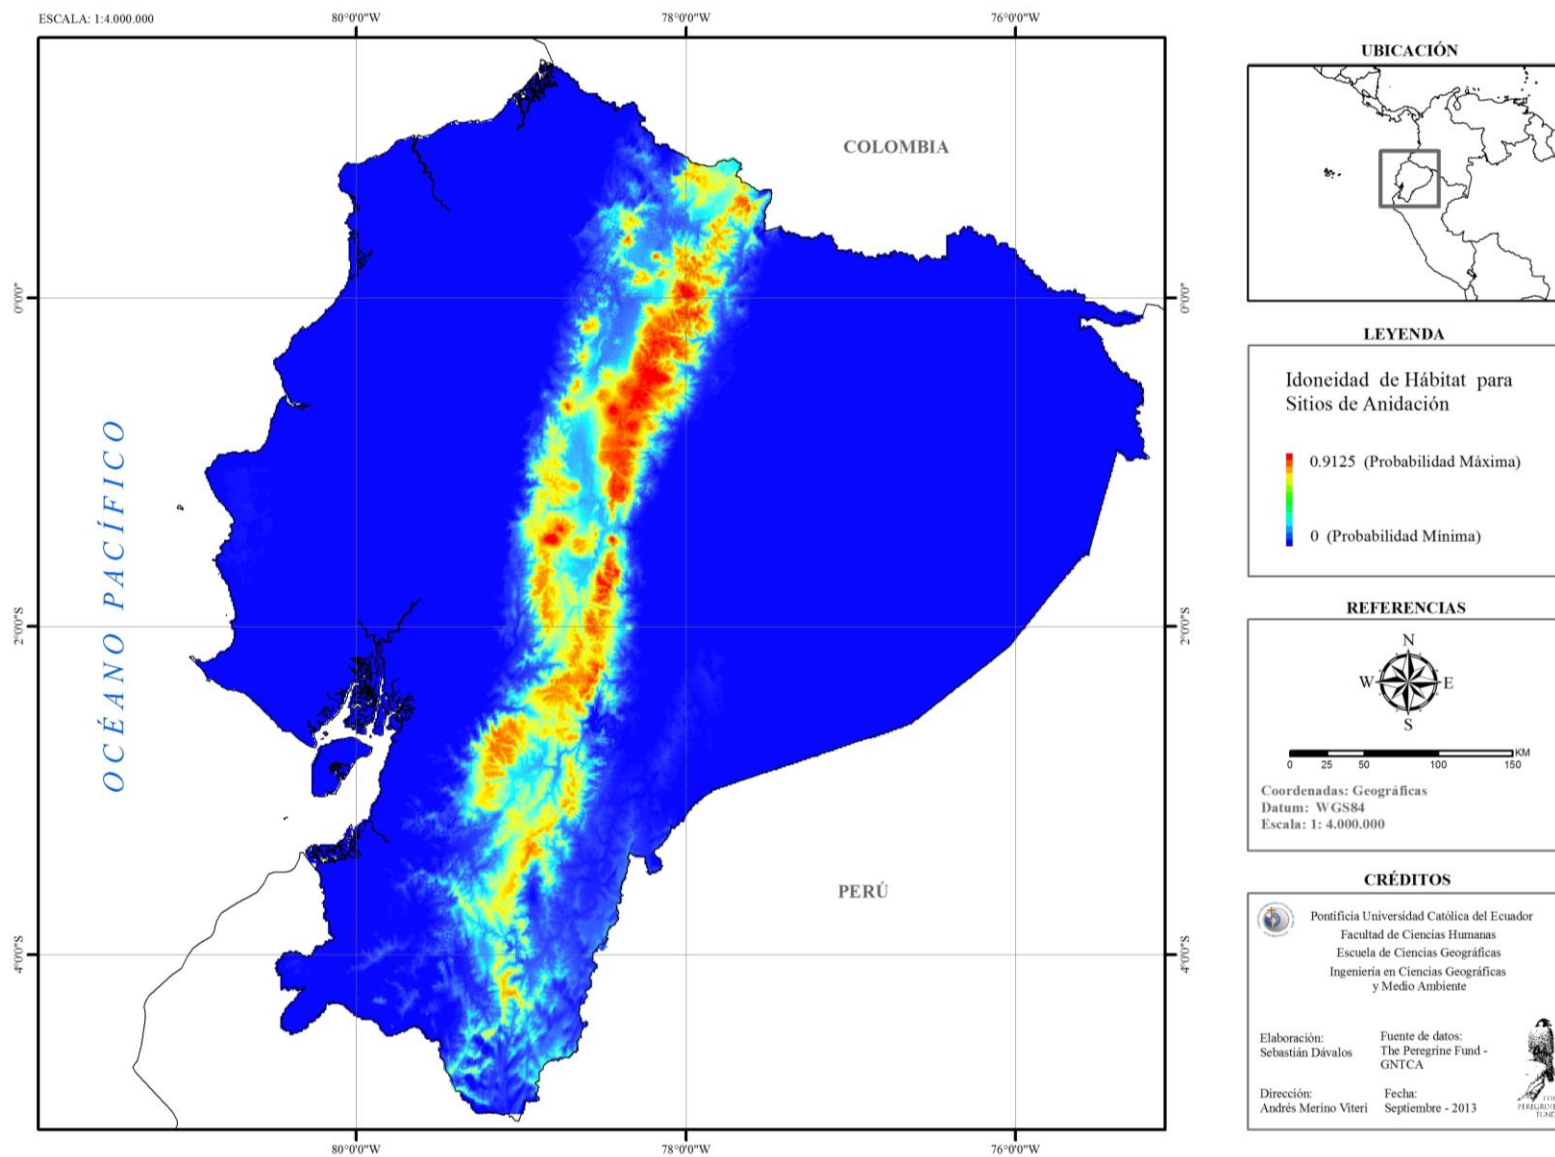 ESCALA: 1:4.000.000
80°0'0"W
78°0'0"W
76°0'0"W
0°0'0"
2°0'0"S
4°0'0"S
OCÉANO PACÍFICO
COLOMBIA
PERÚ
0°0'0"
2°0'0"S
4°0'0"S
80°0'0"W
78°0'0"W
76°0'0"W
UBICACIÓN
LEYENDA
Idoneidad de Hábitat para
Sitios de Anidación
0.9125 (Probabilidad Máxima)
0 (Probabilidad Mínima)
REFERENCIAS
N
W
E
S
KM
0 25 50 100 150
Coordenadas: Geográficas
Datum: WGS84
Escala: 1: 4.000.000
CRÉDITOS
Pontificia Universidad Católica del Ecuador
Facultad de Ciencias Humanas
Escuela de Ciencias Geográficas
Ingeniería en Ciencias Geográficas
y Medio Ambiente
Elaboración:
Sebastián Dávalos
Fuente de datos:
The Peregrine Fund -
GNTCA
Dirección:
Andrés Merino Viteri
Fecha:
Septiembre - 2013